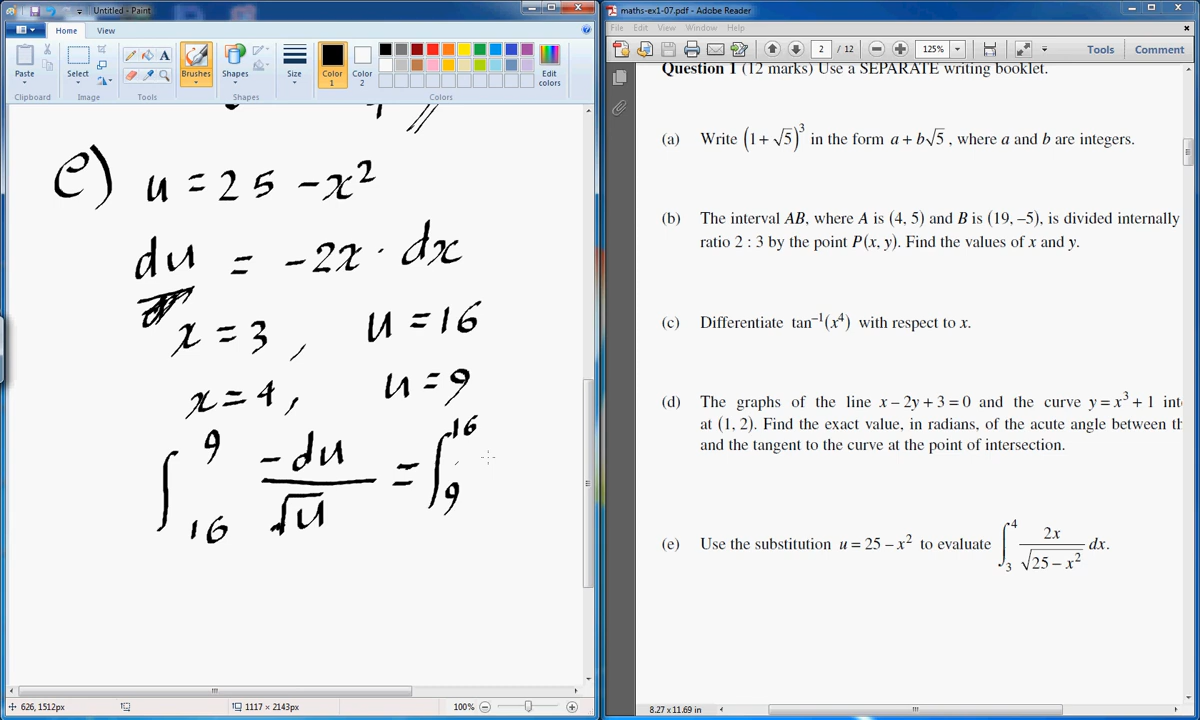 Untitled - Paint
Home
View
Paste
Select
Brushes
Shapes
Size
Color 1
Color 2
Edit colors
Clipboard
Image
Tools
Shapes
Colors
e) u = 25 - x²
du = -2x · dx
x = 3, u = 16
x = 4, u = 9
∫₁₆⁹ -du/√u = ∫₉¹⁶
626, 1512px
1117 × 2143px
100%
maths-ex1-07.pdf - Adobe Reader
File Edit View Window Help
2 / 12
125%
Tools
Comment
Question 1 (12 marks) Use a SEPARATE writing booklet.
(a) Write (1 + √5)³ in the form a + b√5, where a and b are integers.
(b) The interval AB, where A is (4, 5) and B is (19, –5), is divided internally
ratio 2 : 3 by the point P(x, y). Find the values of x and y.
(c) Differentiate tan⁻¹(x⁴) with respect to x.
(d) The graphs of the line x – 2y + 3 = 0 and the curve y = x³ + 1 int
at (1, 2). Find the exact value, in radians, of the acute angle between th
and the tangent to the curve at the point of intersection.
(e) Use the substitution u = 25 – x² to evaluate ∫₃⁴ 2x/√(25 – x²) dx.
8.27 x 11.69 in